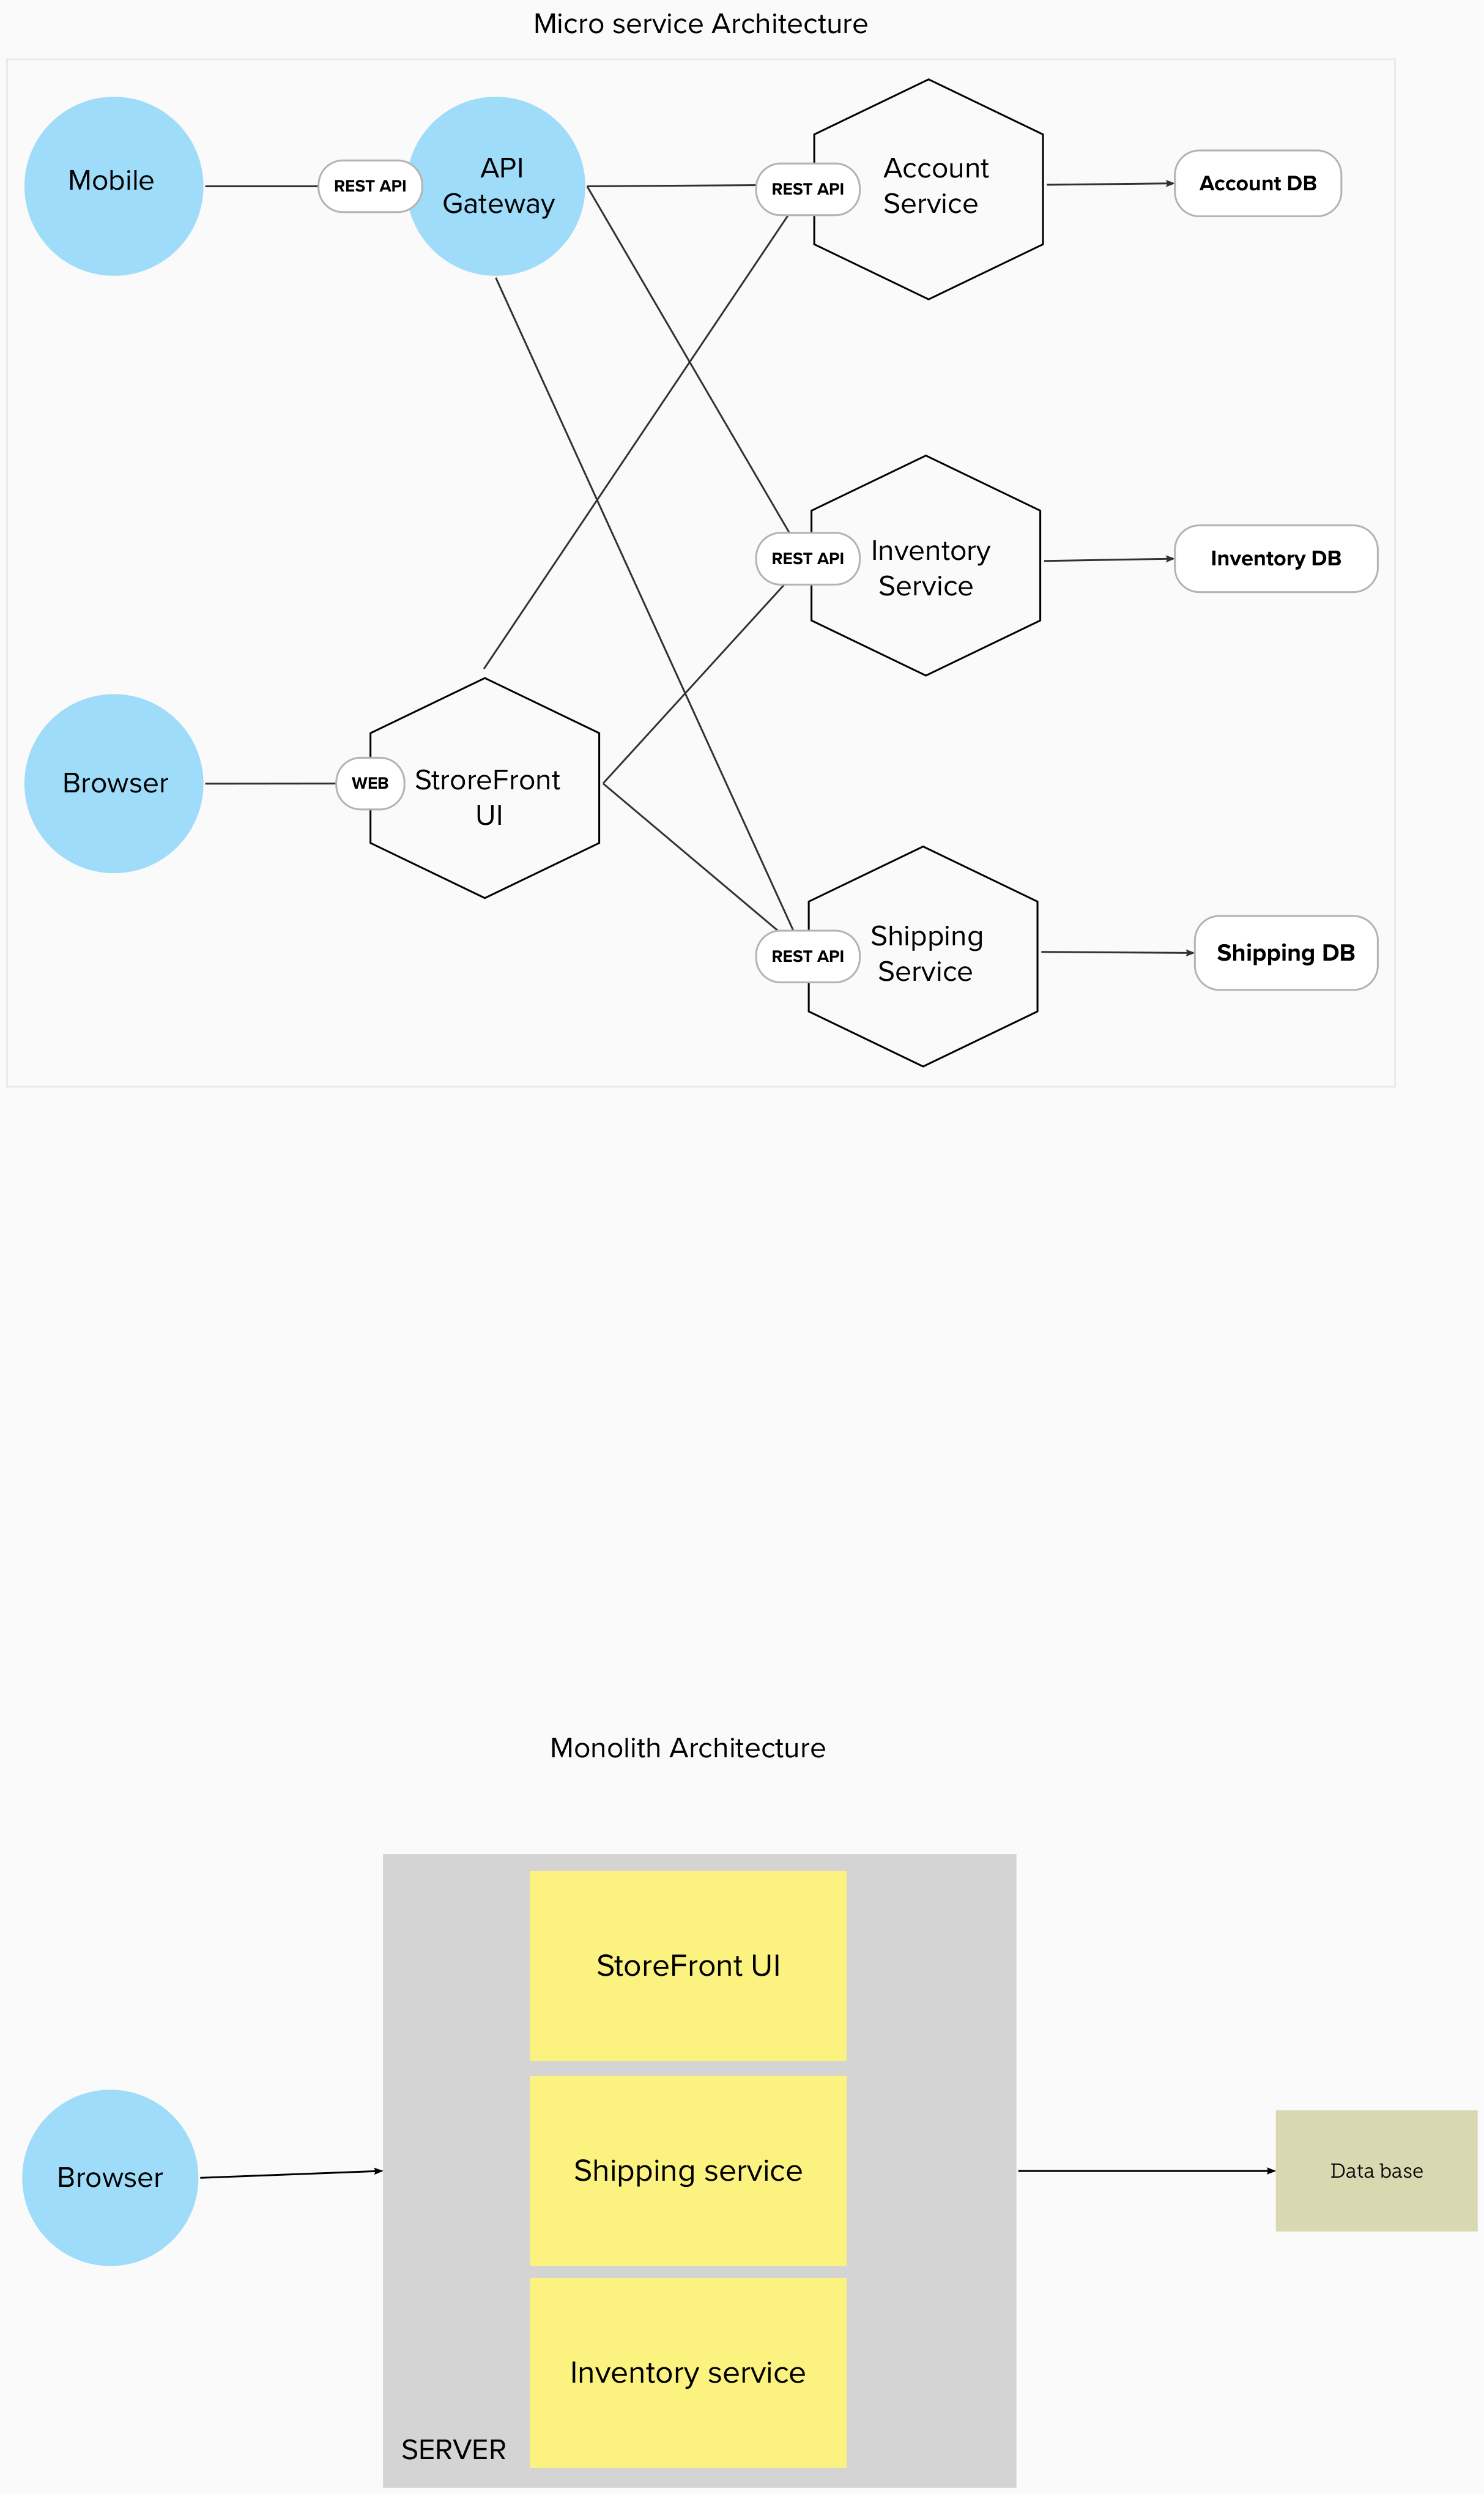 Micro service Architecture
Mobile
REST API
API
Gateway
REST API
Account
Service
Account DB
REST API
Inventory
Service
Inventory DB
Browser
WEB
StroreFront
UI
REST API
Shipping
Service
Shipping DB
Monolith Architecture
StoreFront UI
Browser
Shipping service
Data base
Inventory service
SERVER